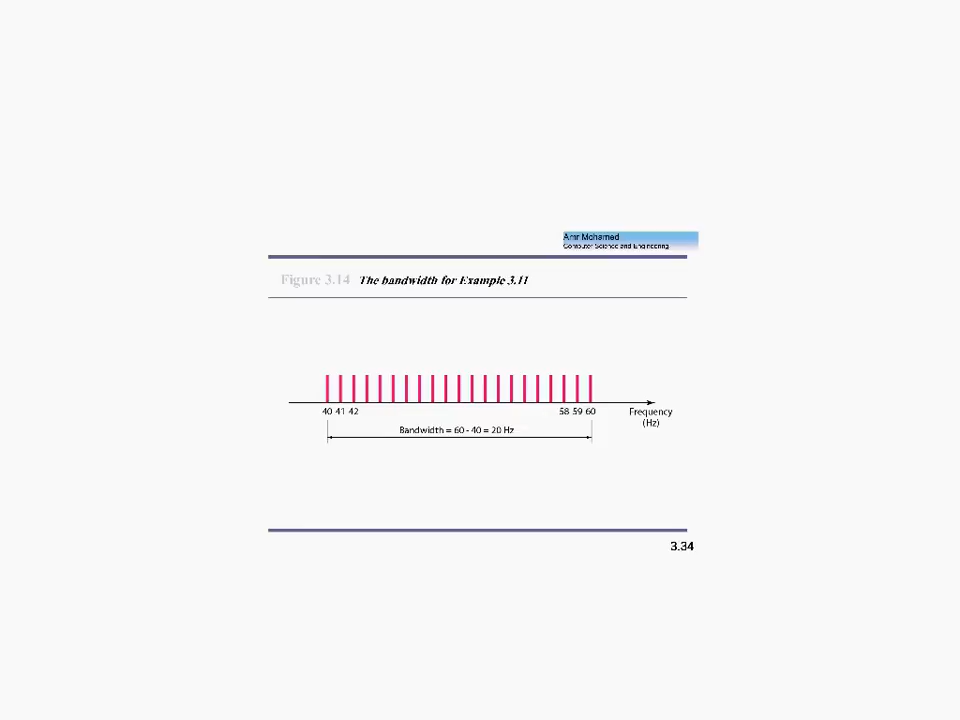 Amr Mohamed
Computer Science and Engineering
Figure 3.14 The bandwidth for Example 3.11
40 41 42 58 59 60 Frequency
(Hz)
Bandwidth = 60 - 40 = 20 Hz
3.34